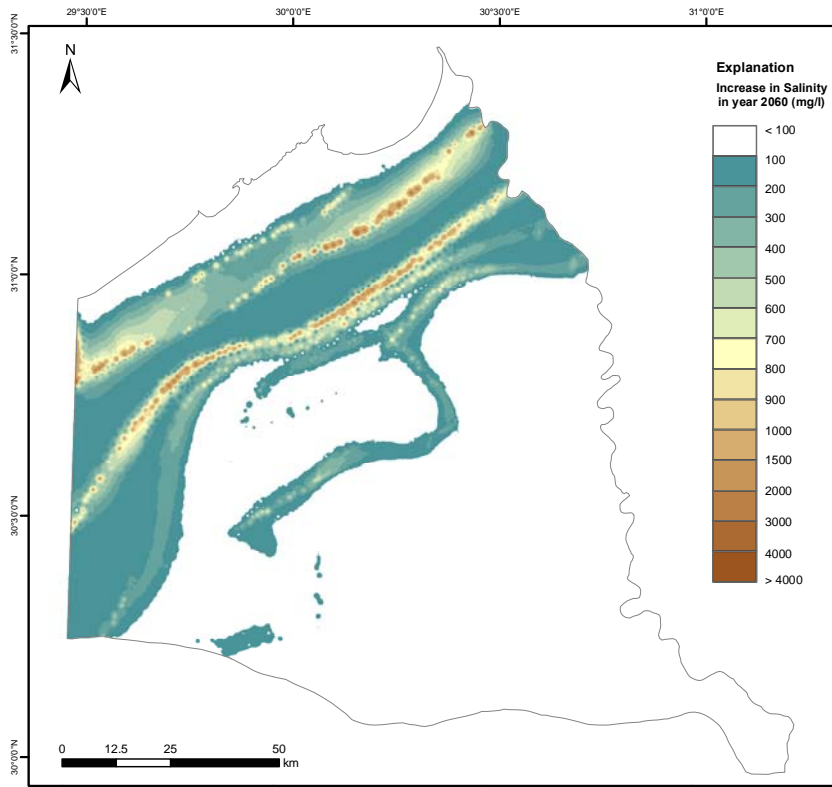 29°30'0"E
30°0'0"E
30°30'0"E
31°0'0"E
31°30'0"N
31°0'0"N
30°30'0"N
30°0'0"N
N
Explanation
Increase in Salinity
in year 2060 (mg/l)
< 100
100
200
300
400
500
600
700
800
900
1000
1500
2000
3000
4000
> 4000
0
12.5
25
50
km